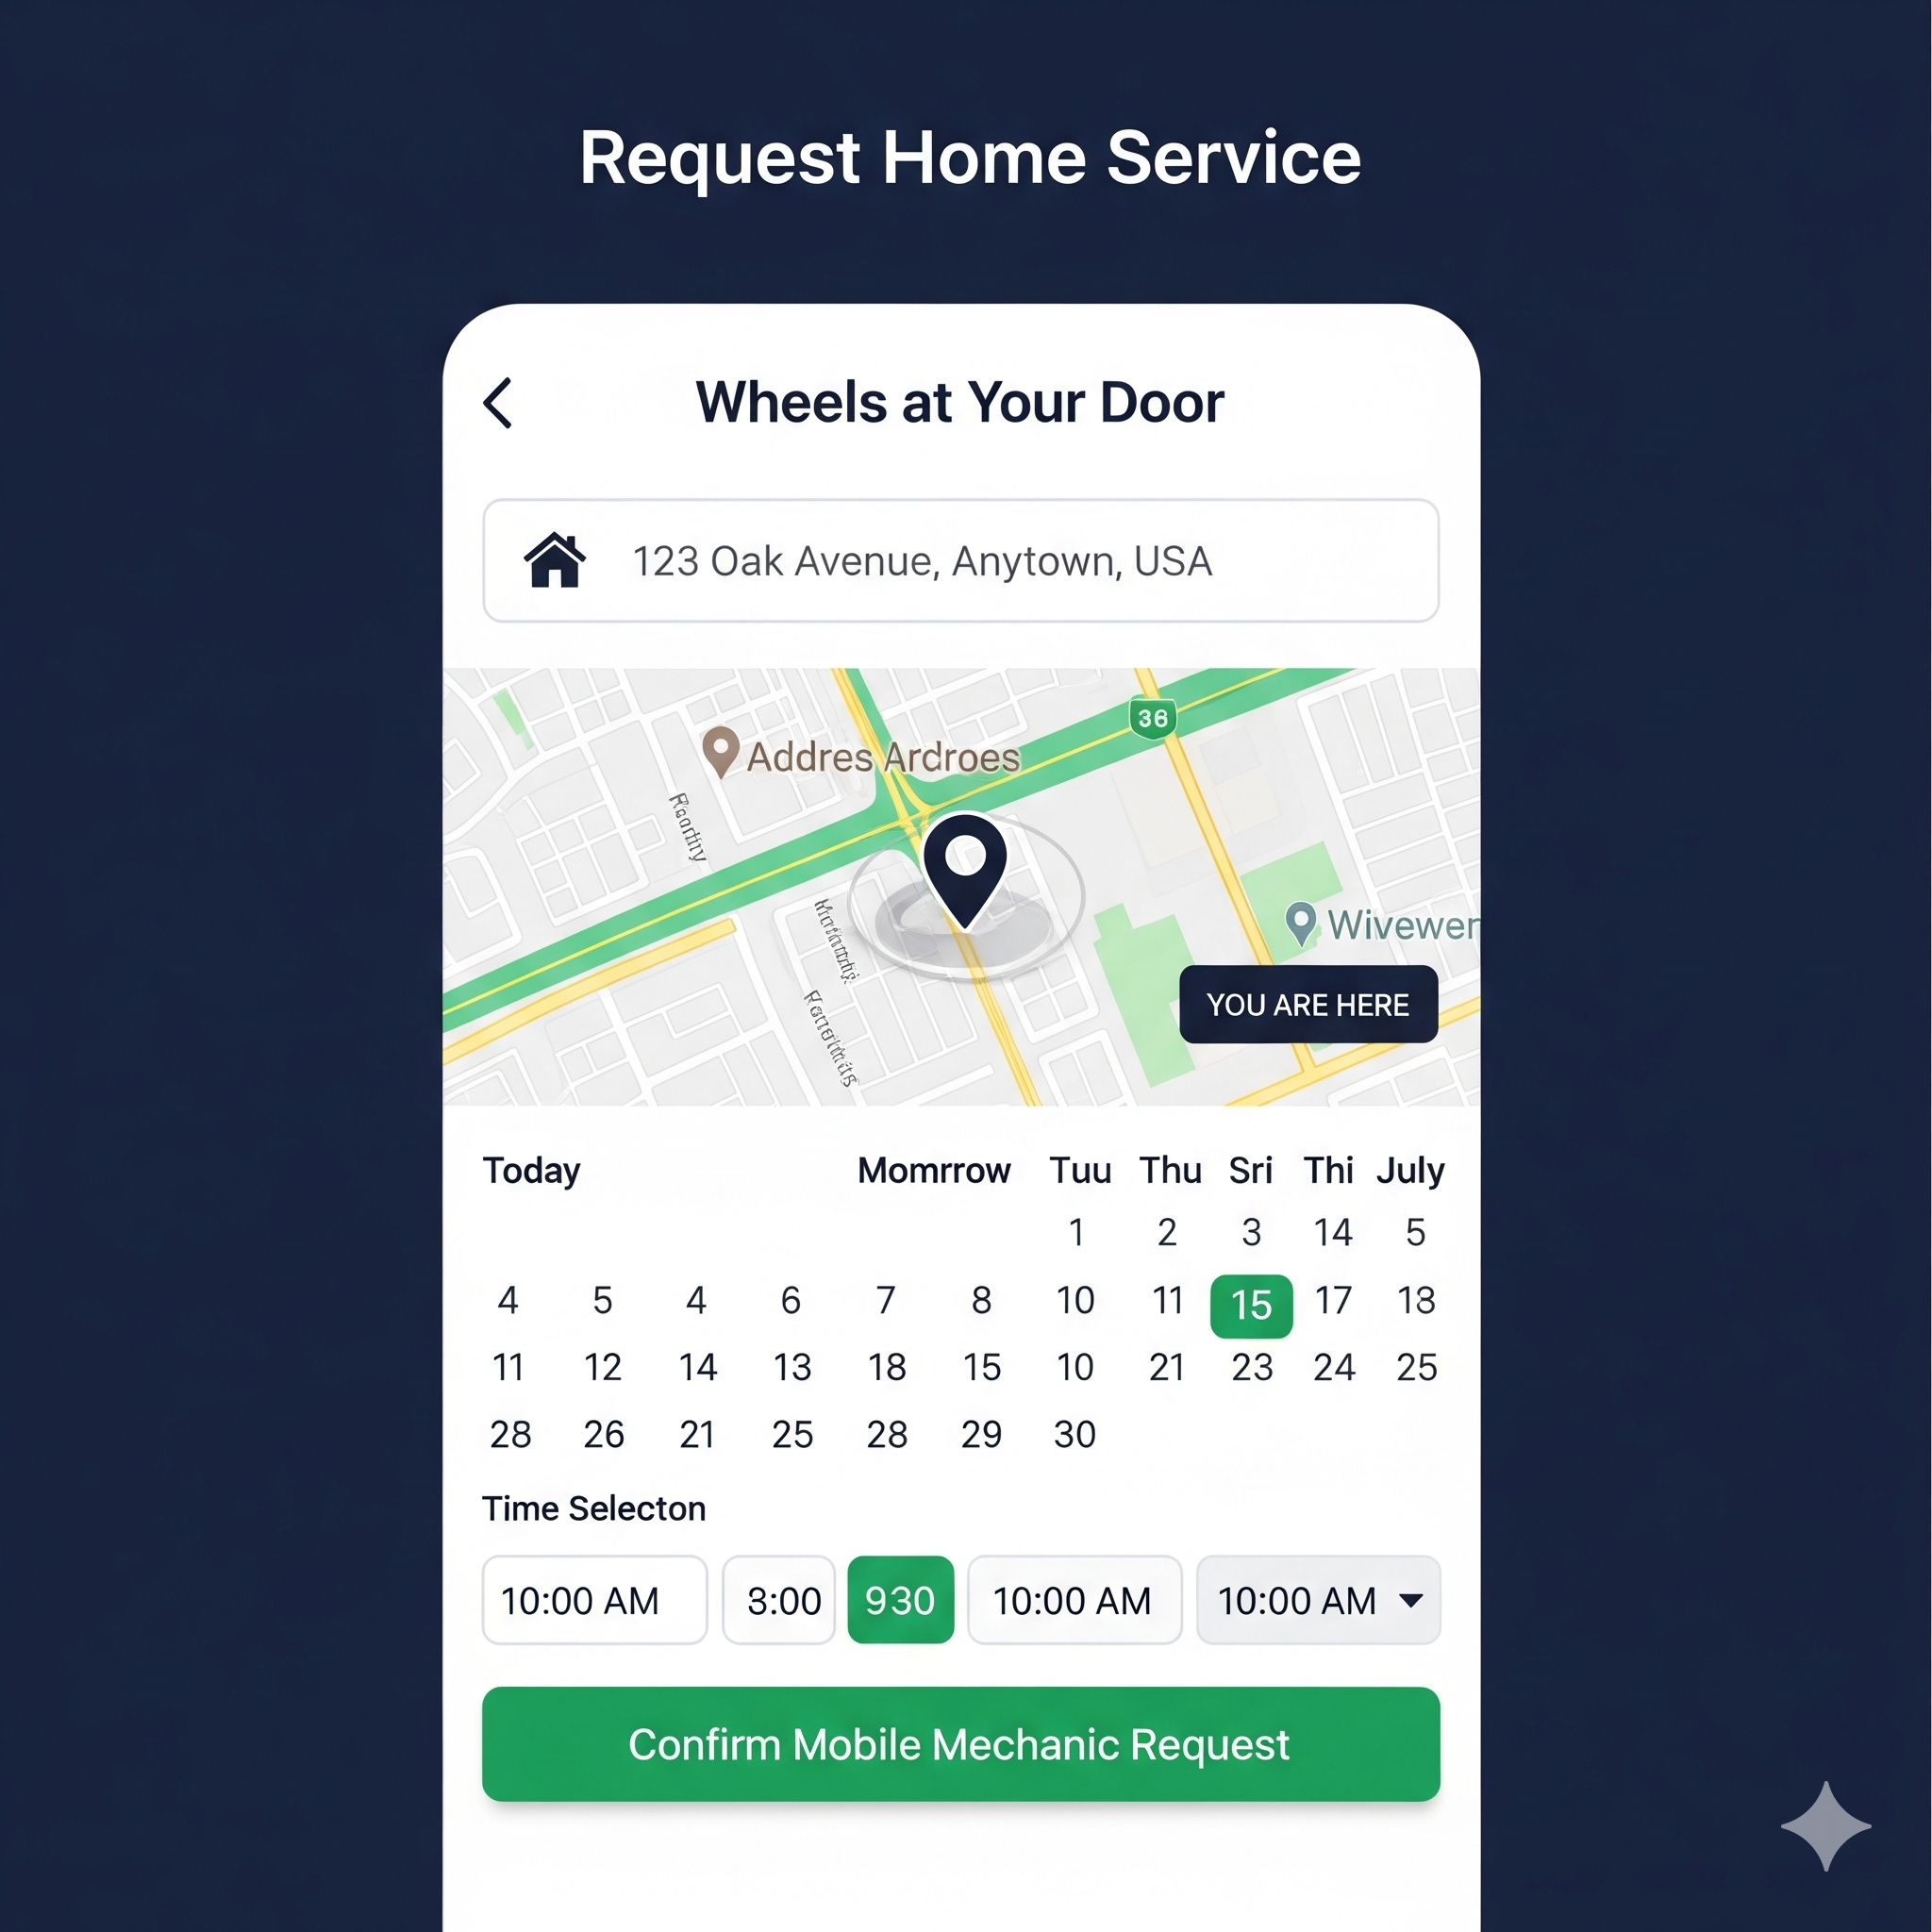 Request Home Service
Wheels at Your Door
123 Oak Avenue, Anytown, USA
36
Addres Ardroes
Wivewer
YOU ARE HERE
Today Momrrow Tuu Thu Sri Thi July
1 2 3 14 5
4 5 4 6 7 8 10 11 15 17 18
11 12 14 13 18 15 10 21 23 24 25
28 26 21 25 28 29 30
Time Selecton
10:00 AM 3:00 930 10:00 AM 10:00 AM
Confirm Mobile Mechanic Request